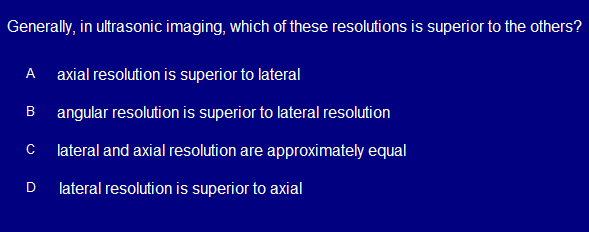 Generally, in ultrasonic imaging, which of these resolutions is superior to the others?
A axial resolution is superior to lateral
B angular resolution is superior to lateral resolution
C lateral and axial resolution are approximately equal
D lateral resolution is superior to axial